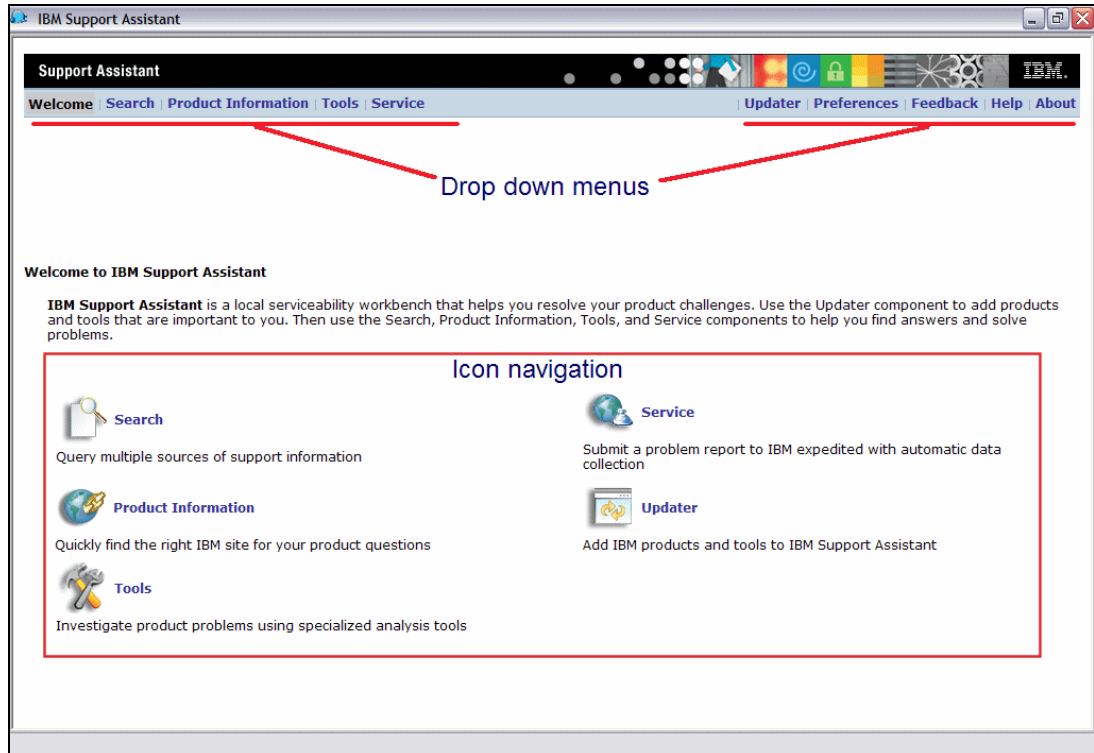 IBM Support Assistant
Support Assistant
IBM.
Welcome | Search | Product Information | Tools | Service | Updater | Preferences | Feedback | Help | About
Drop down menus
Welcome to IBM Support Assistant
IBM Support Assistant is a local serviceability workbench that helps you resolve your product challenges. Use the Updater component to add products
and tools that are important to you. Then use the Search, Product Information, Tools, and Service components to help you find answers and solve
problems.
Icon navigation
Search
Query multiple sources of support information
Service
Submit a problem report to IBM expedited with automatic data
collection
Product Information
Quickly find the right IBM site for your product questions
Updater
Add IBM products and tools to IBM Support Assistant
Tools
Investigate product problems using specialized analysis tools